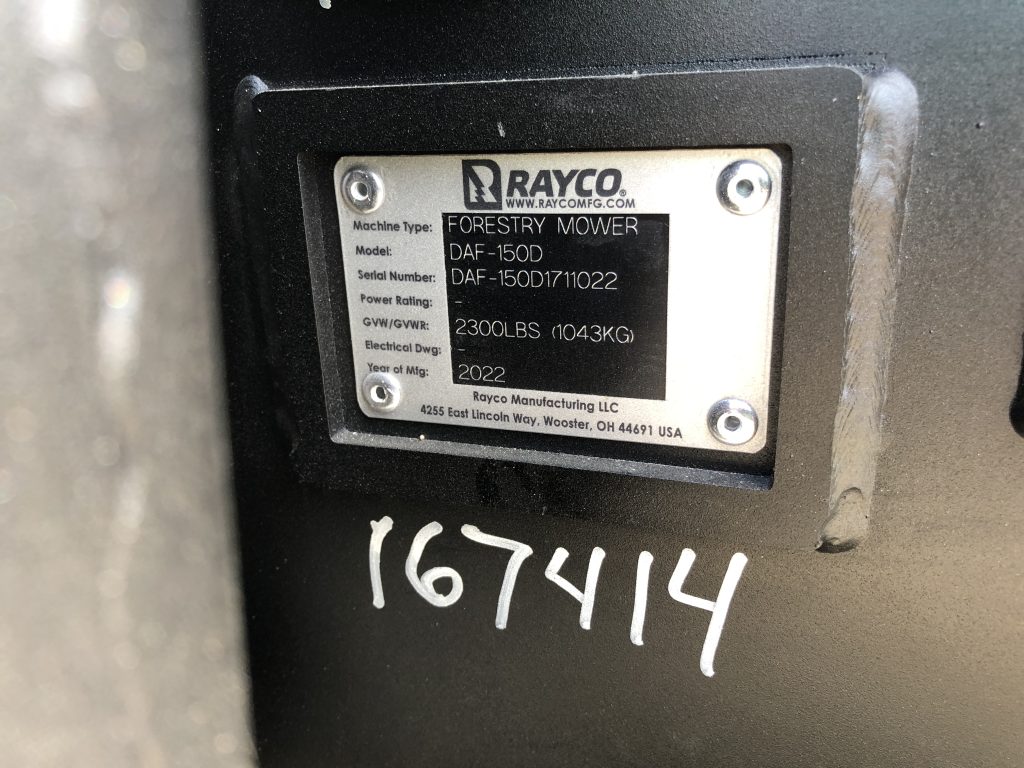 RAYCO®
WWW.RAYCOMFG.COM
Machine Type: FORESTRY MOWER
Model: DAF-150D
Serial Number: DAF-150D1711022
Power Rating: -
GVW/GVWR: 2300LBS (1043KG)
Electrical Dwg: -
Year of Mfg: 2022
Rayco Manufacturing LLC
4255 East Lincoln Way, Wooster, OH 44691 USA
167414